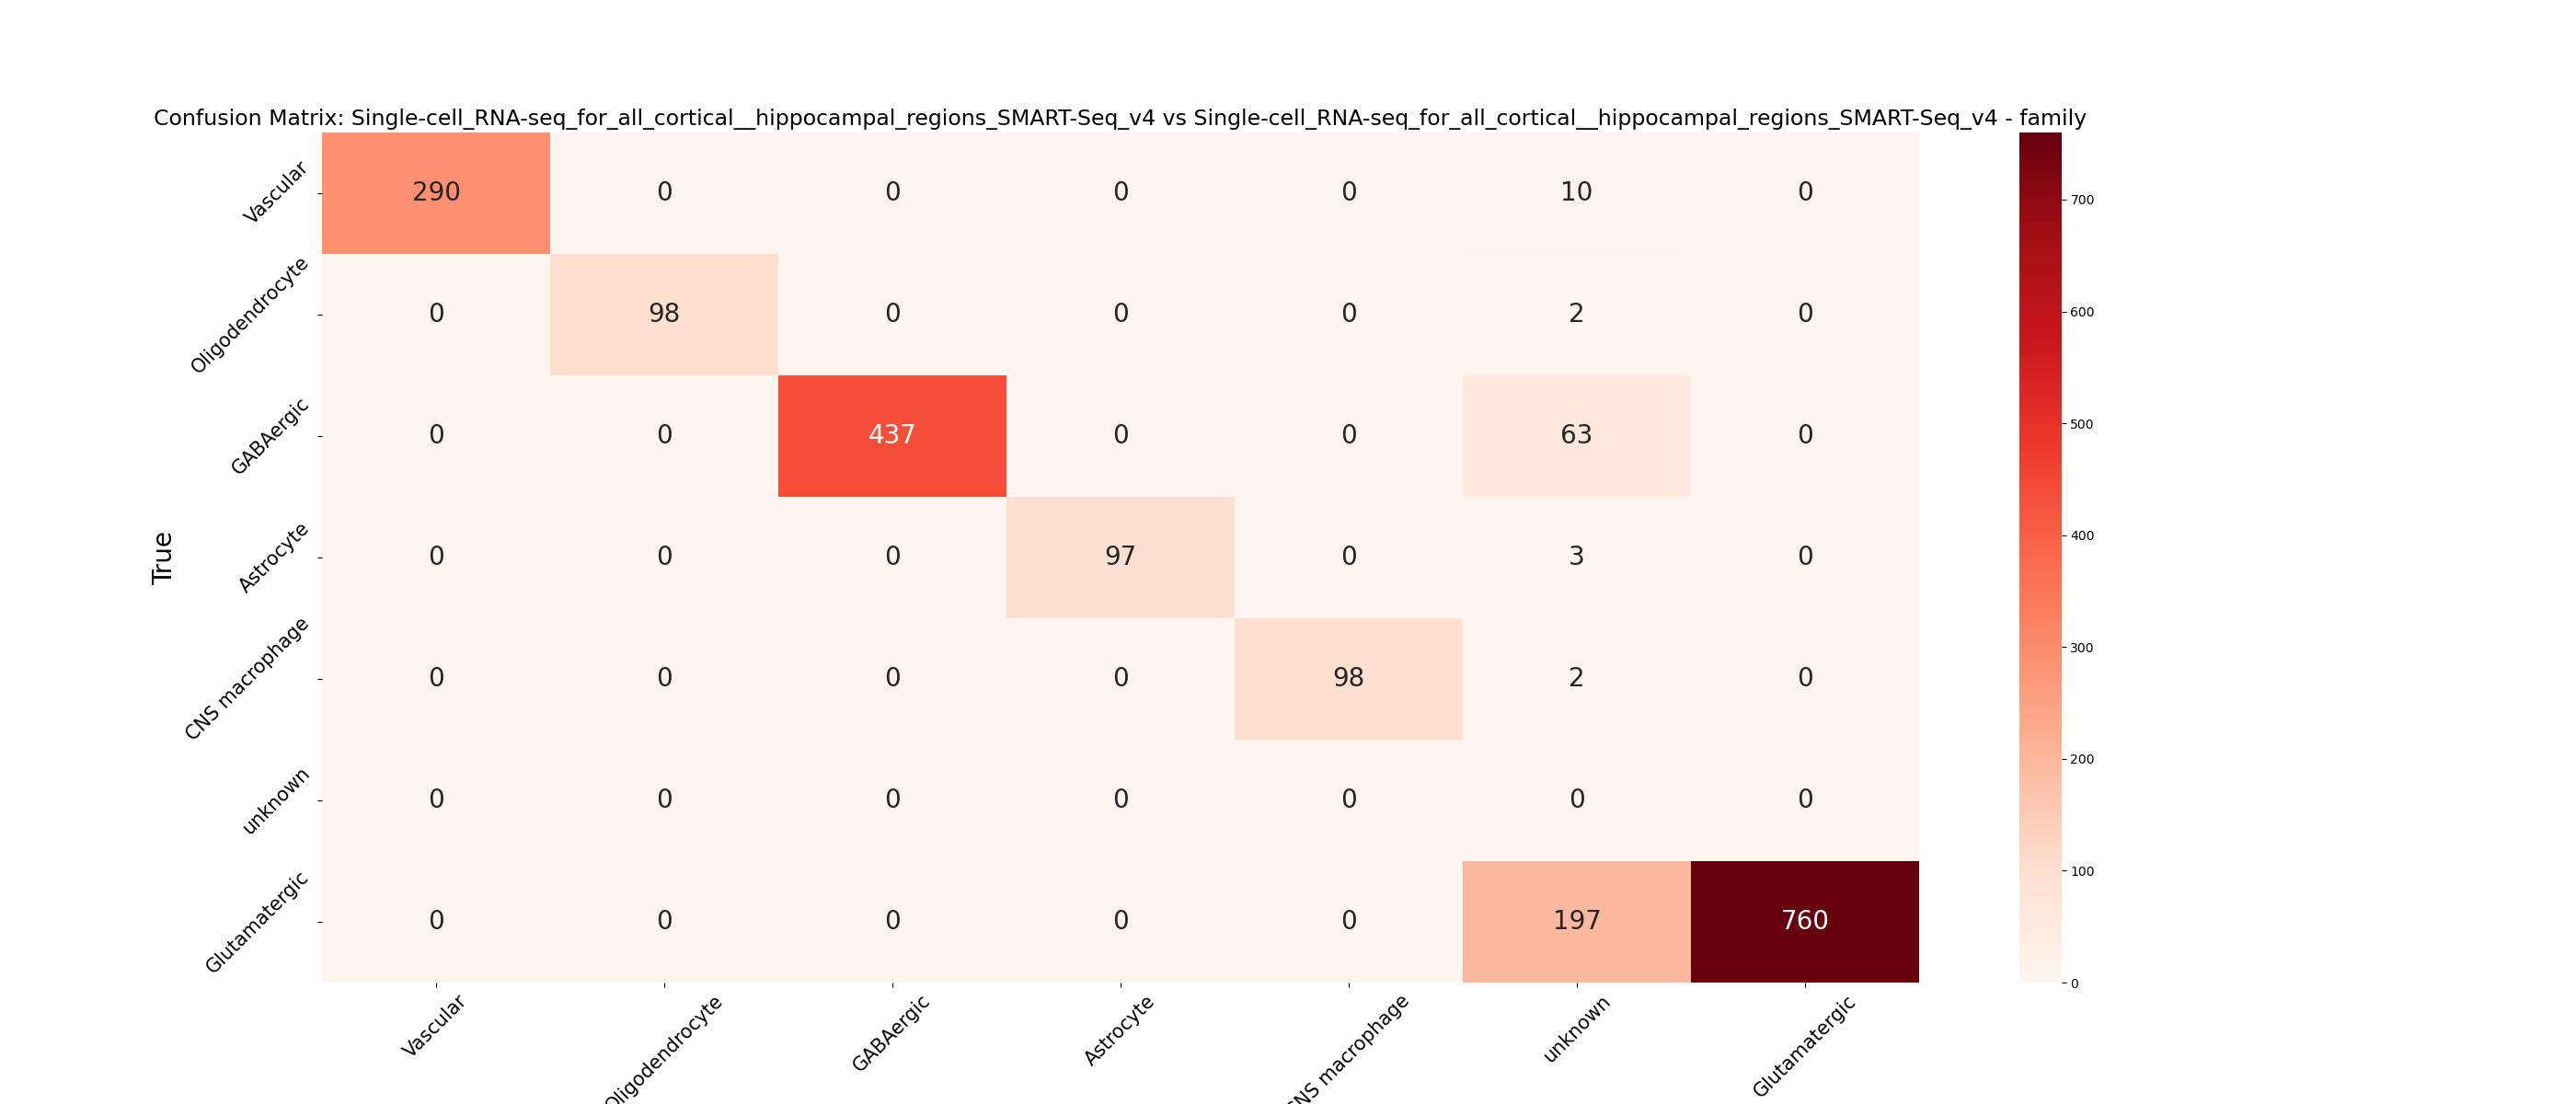 Confusion Matrix: Single-cell_RNA-seq_for_all_cortical__hippocampal_regions_SMART-Seq_v4 vs Single-cell_RNA-seq_for_all_cortical__hippocampal_regions_SMART-Seq_v4 - family
True
Vascular 290 0 0 0 0 10 0
Oligodendrocyte 0 98 0 0 0 2 0
GABAergic 0 0 437 0 0 63 0
Astrocyte 0 0 0 97 0 3 0
CNS macrophage 0 0 0 0 98 2 0
unknown 0 0 0 0 0 0 0
Glutamatergic 0 0 0 0 0 197 760
Vascular Oligodendrocyte GABAergic Astrocyte CNS macrophage unknown Glutamatergic
700
600
500
400
300
200
100
0